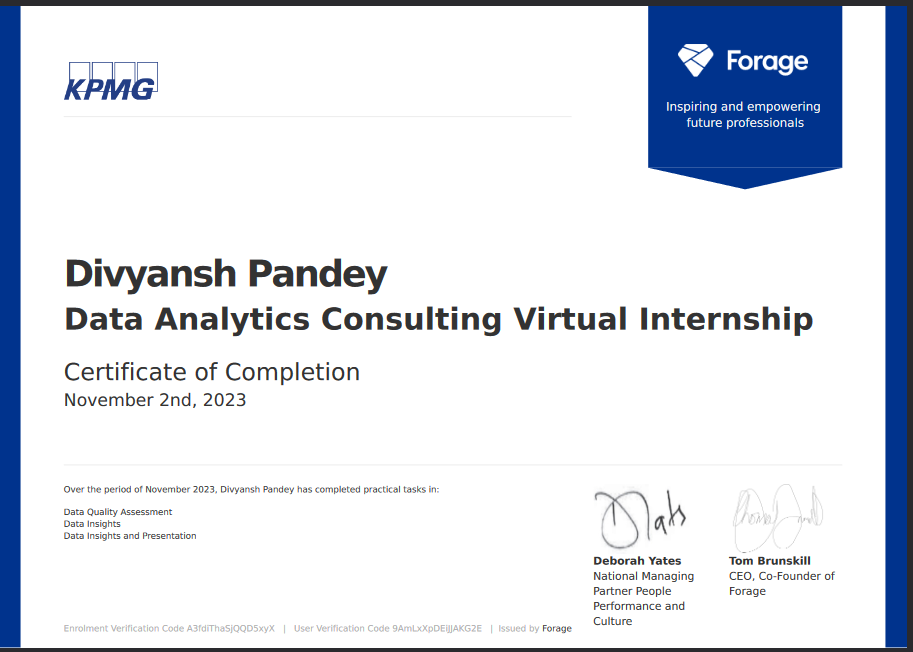 KPMG
Forage
Inspiring and empowering
future professionals
Divyansh Pandey
Data Analytics Consulting Virtual Internship
Certificate of Completion
November 2nd, 2023
Over the period of November 2023, Divyansh Pandey has completed practical tasks in:
Data Quality Assessment
Data Insights
Data Insights and Presentation
Deborah Yates
National Managing
Partner People
Performance and
Culture
Tom Brunskill
CEO, Co-Founder of
Forage
Enrolment Verification Code A3fdiThaSjQQD5xyX | User Verification Code 9AmLxXpDEiJJAKG2E | Issued by Forage